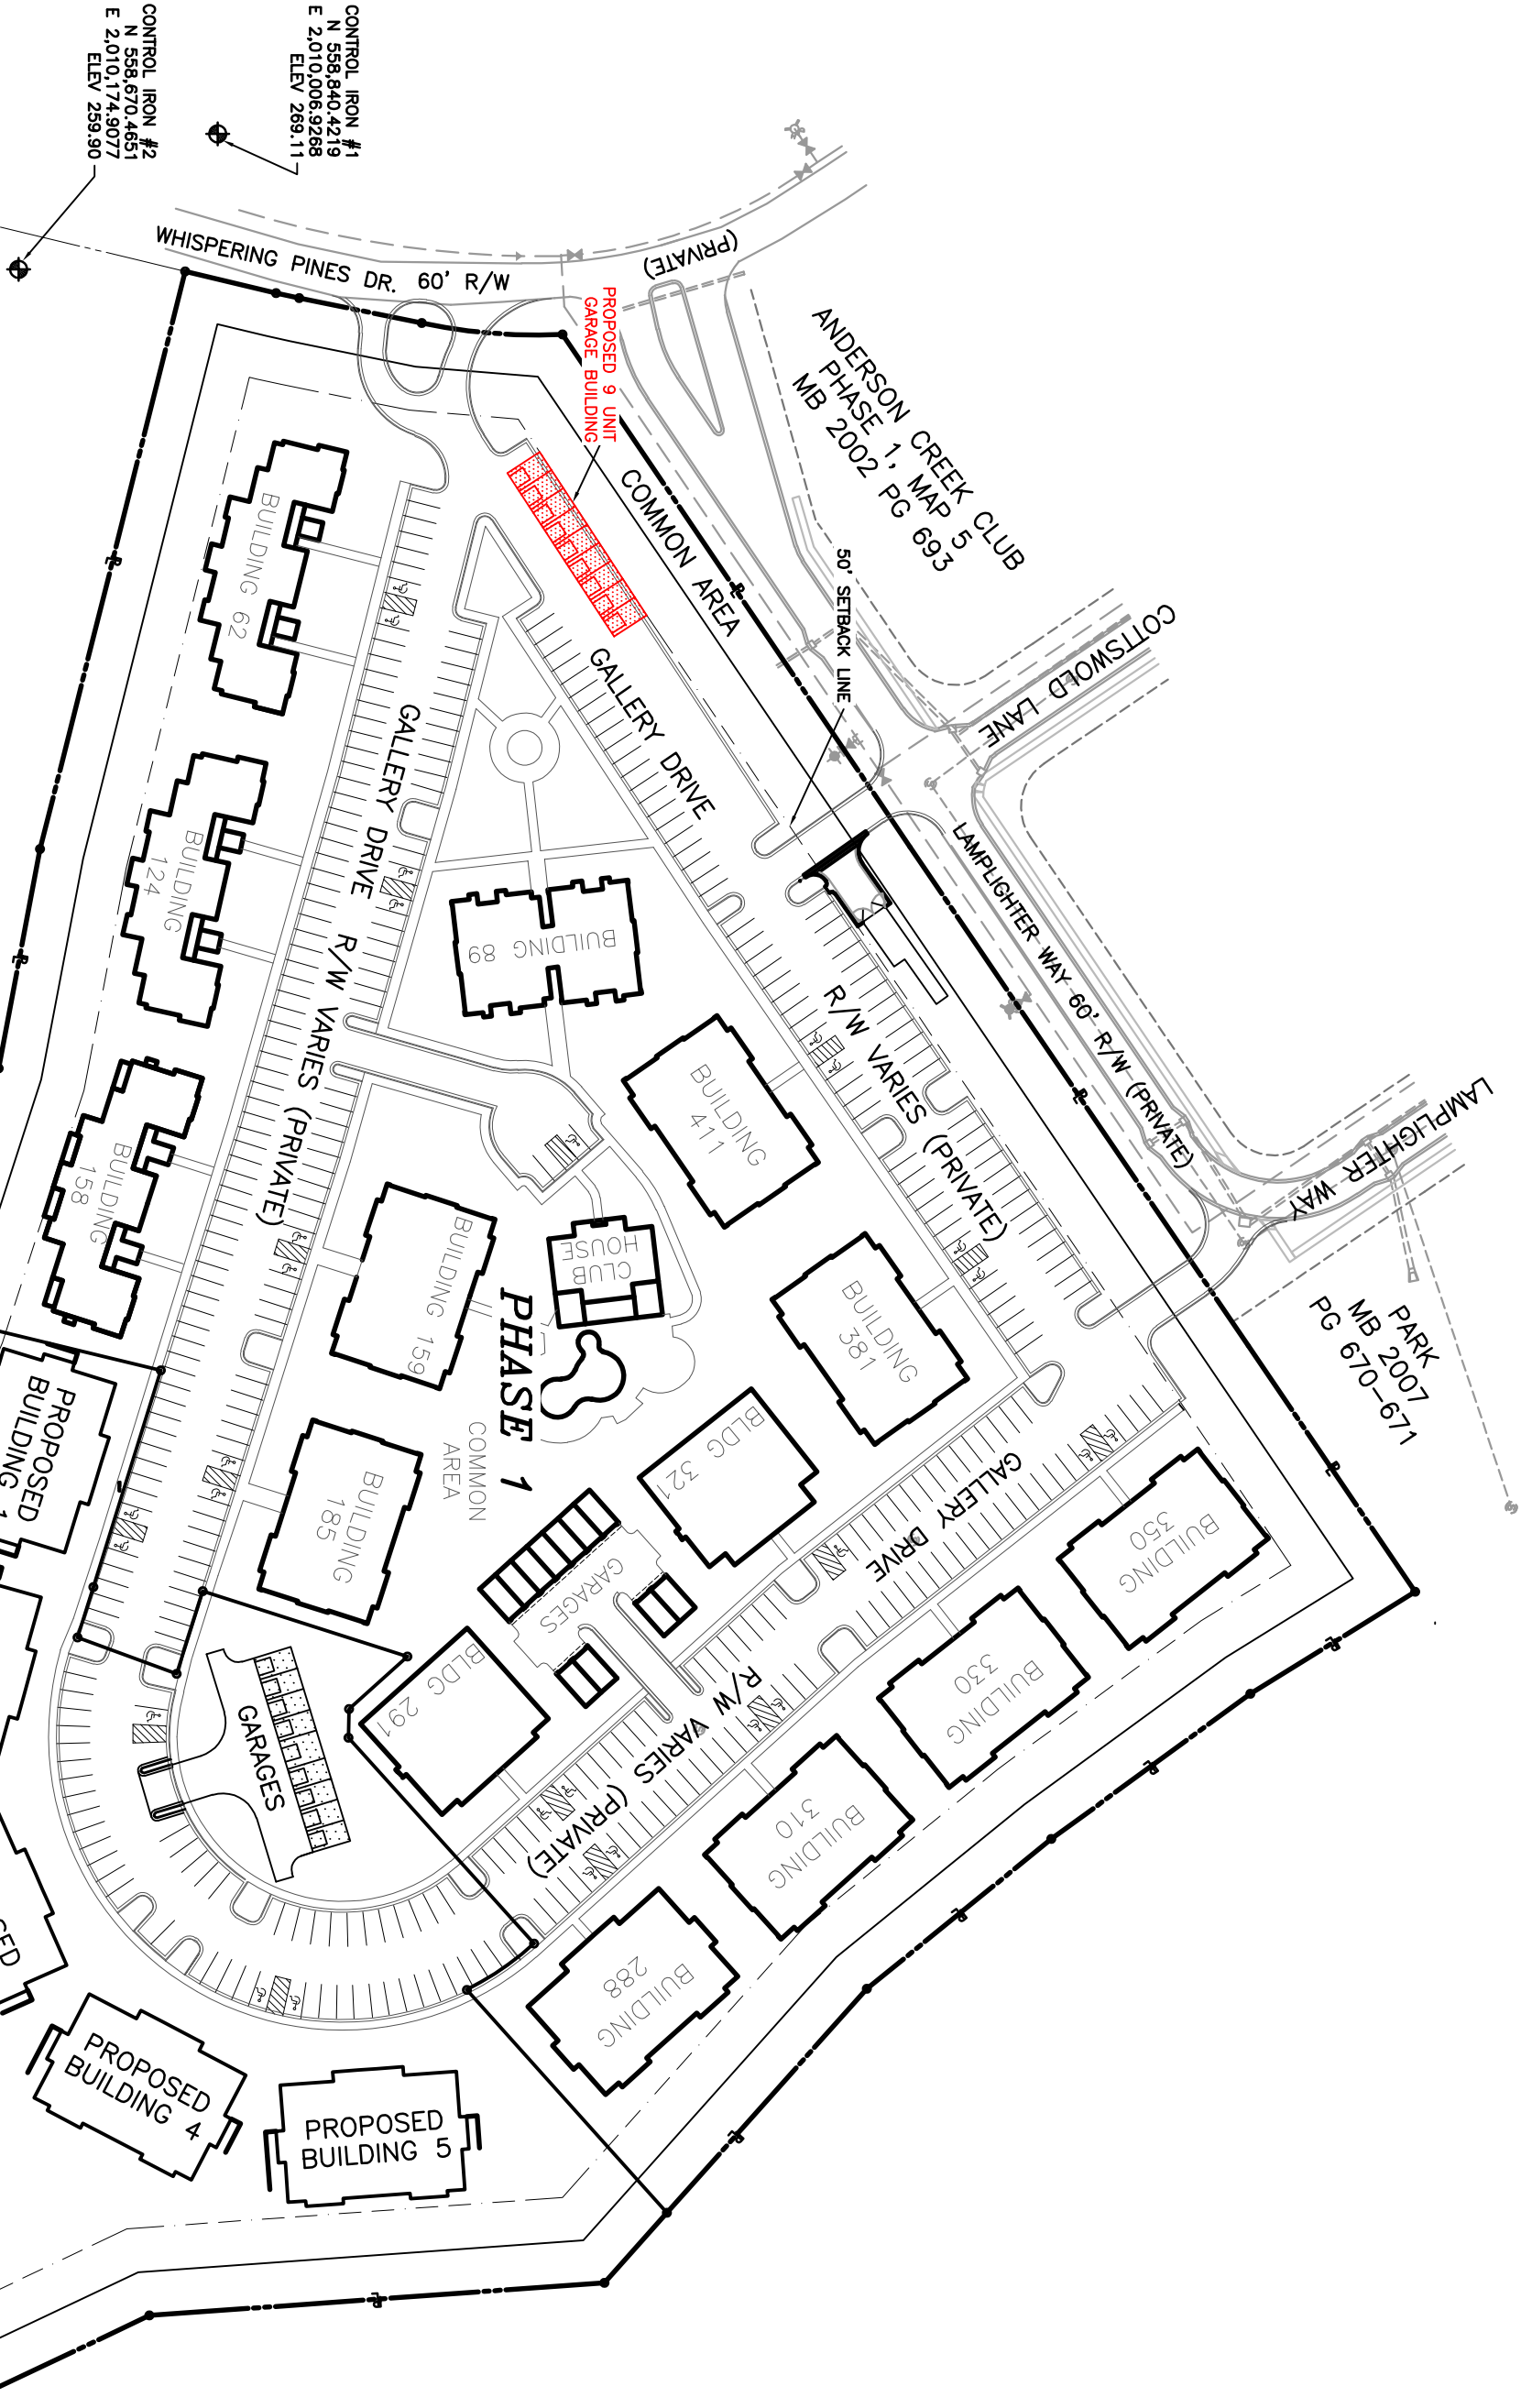 CONTROL IRON #1
N 558,840.4219
E 2,010,006.9268
ELEV 269.11
CONTROL IRON #2
N 558,670.4651
E 2,010,174.9077
ELEV 259.90
WHISPERING PINES DR. 60' R/W
(PRIVATE)
PROPOSED 9 UNIT
GARAGE BUILDING
ANDERSON CREEK CLUB
PHASE 1, MAP 5
MB 2002 PG 693
COMMON AREA
50' SETBACK LINE
COTTSWOLD LANE
LAMPLIGHTER WAY 60' R/W (PRIVATE)
LAMPLIGHTER WAY
PARK
MB 2007
PG 670-671
GALLERY DRIVE
R/W VARIES (PRIVATE)
GALLERY DRIVE
R/W VARIES (PRIVATE)
GALLERY DRIVE
R/W VARIES (PRIVATE)
BUILDING 62
BUILDING
124
BUILDING
158
BUILDING 89
BUILDING
411
BUILDING
381
BUILDING 159
BUILDING
185
CLUB
HOUSE
PHASE 1
COMMON
AREA
BLDG 321
GARAGES
BLDG 291
GARAGES
BUILDING
350
BUILDING
330
BUILDING
310
BUILDING
288
PROPOSED
BUILDING 1
PROPOSED
BUILDING 4
PROPOSED
BUILDING 5